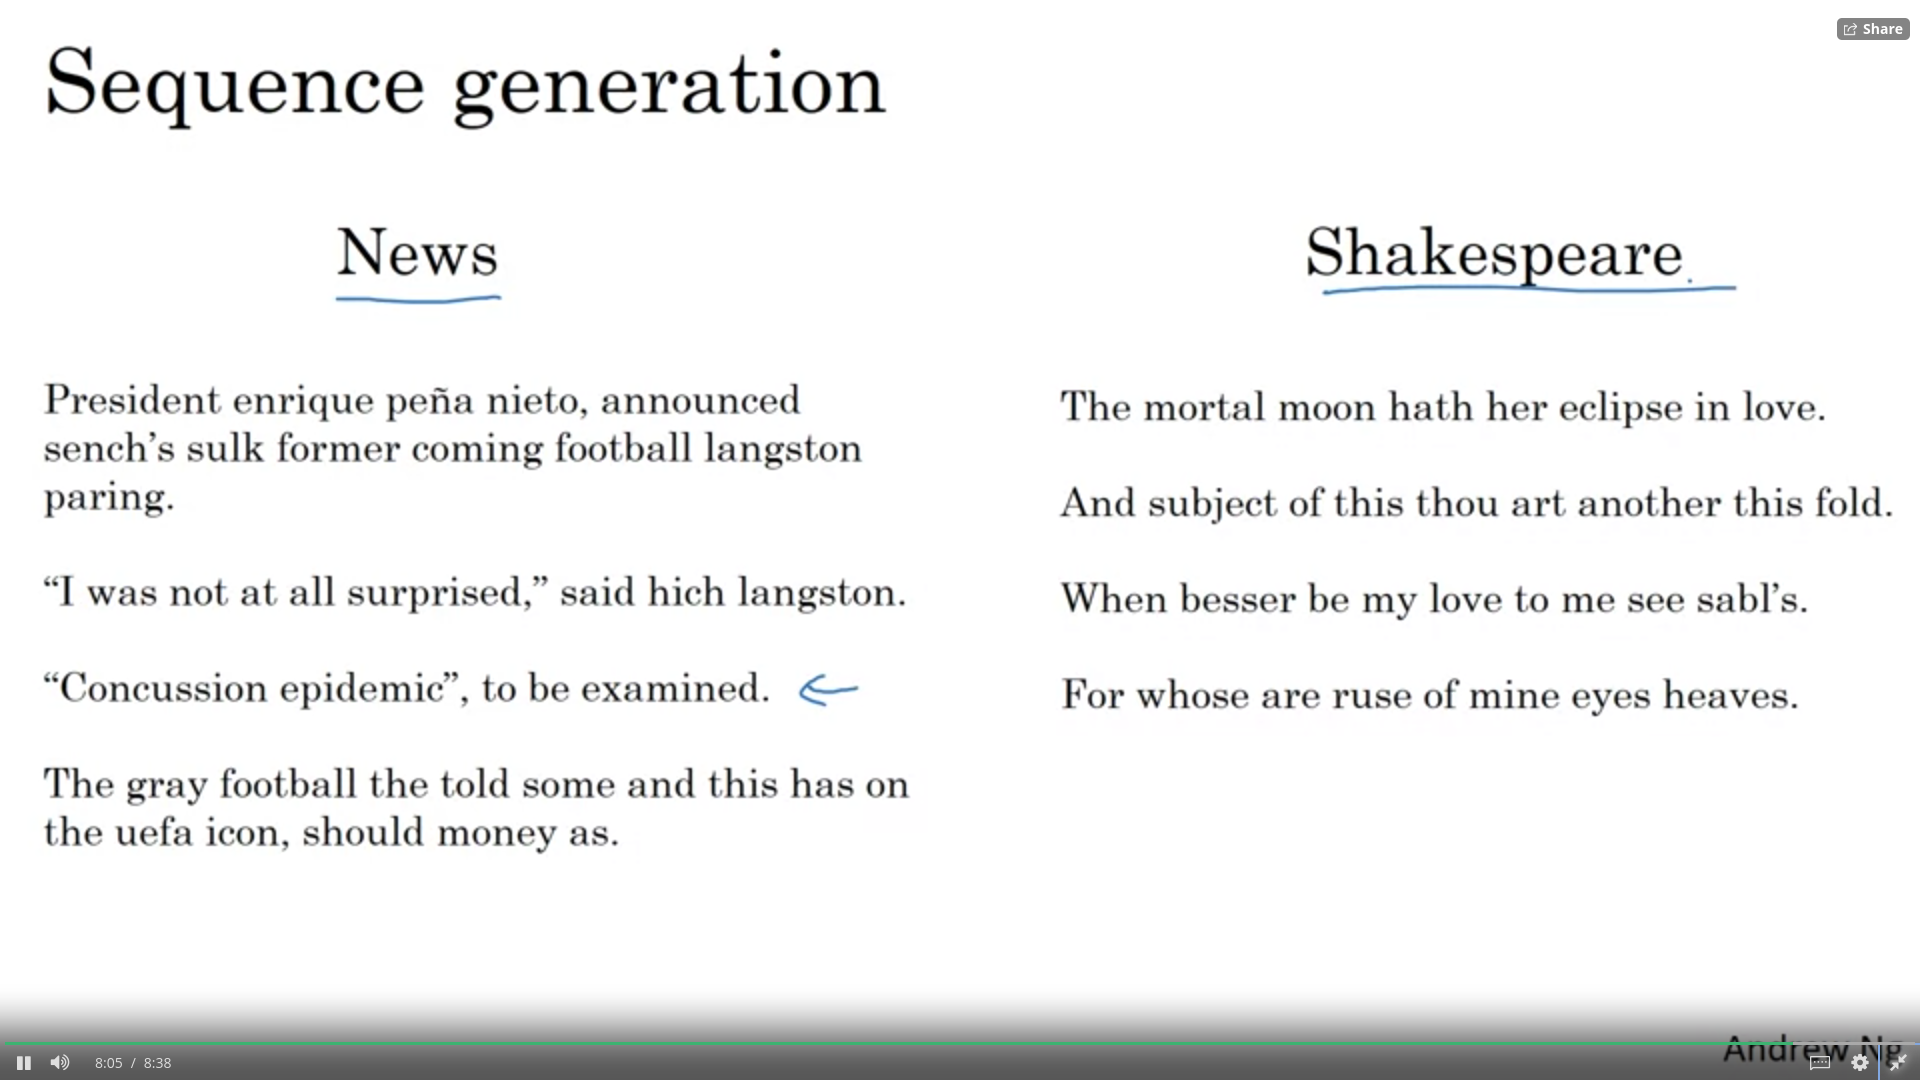 Share
Sequence generation
News
President enrique peña nieto, announced
sench’s sulk former coming football langston
paring.
“I was not at all surprised,” said hich langston.
“Concussion epidemic”, to be examined.
The gray football the told some and this has on
the uefa icon, should money as.
Shakespeare
The mortal moon hath her eclipse in love.
And subject of this thou art another this fold.
When besser be my love to me see sabl’s.
For whose are ruse of mine eyes heaves.
Andrew Ng
8:05 / 8:38